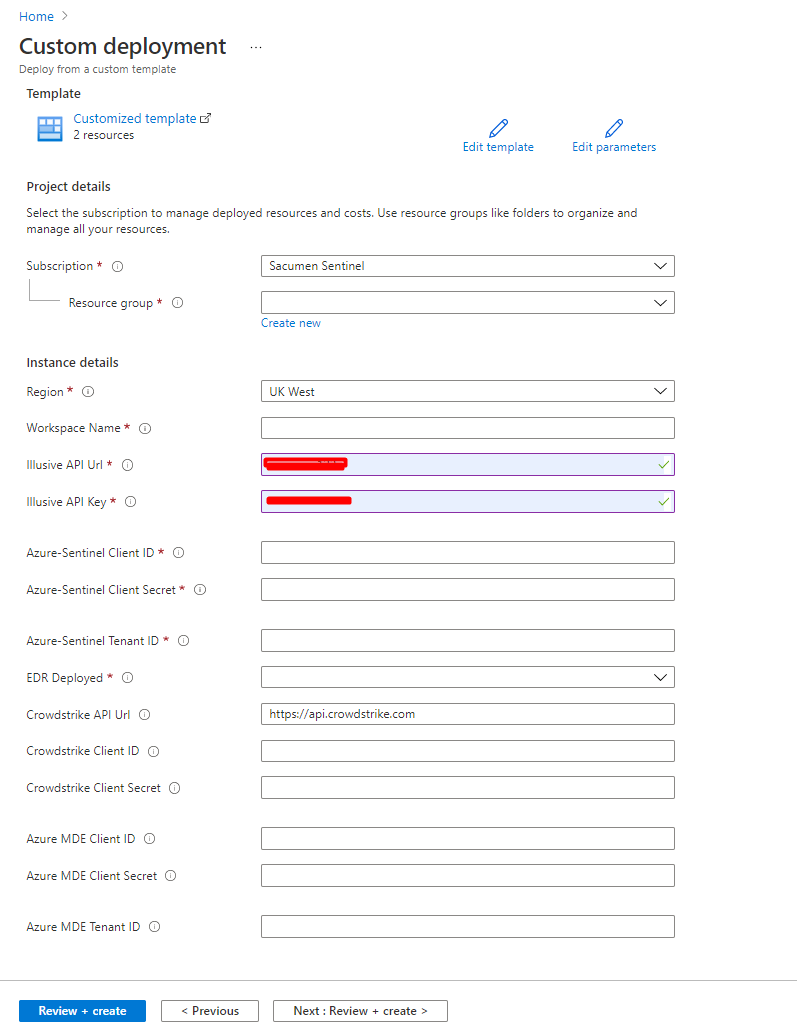 Home >
Custom deployment ...
Deploy from a custom template
Template
Customized template
2 resources
Edit template
Edit parameters
Project details
Select the subscription to manage deployed resources and costs. Use resource groups like folders to organize and
manage all your resources.
Subscription * Sacumen Sentinel
Resource group *
Create new
Instance details
Region * UK West
Workspace Name *
Illusive API Url *
Illusive API Key *
Azure-Sentinel Client ID *
Azure-Sentinel Client Secret *
Azure-Sentinel Tenant ID *
EDR Deployed *
Crowdstrike API Url https://api.crowdstrike.com
Crowdstrike Client ID
Crowdstrike Client Secret
Azure MDE Client ID
Azure MDE Client Secret
Azure MDE Tenant ID
Review + create
< Previous
Next : Review + create >